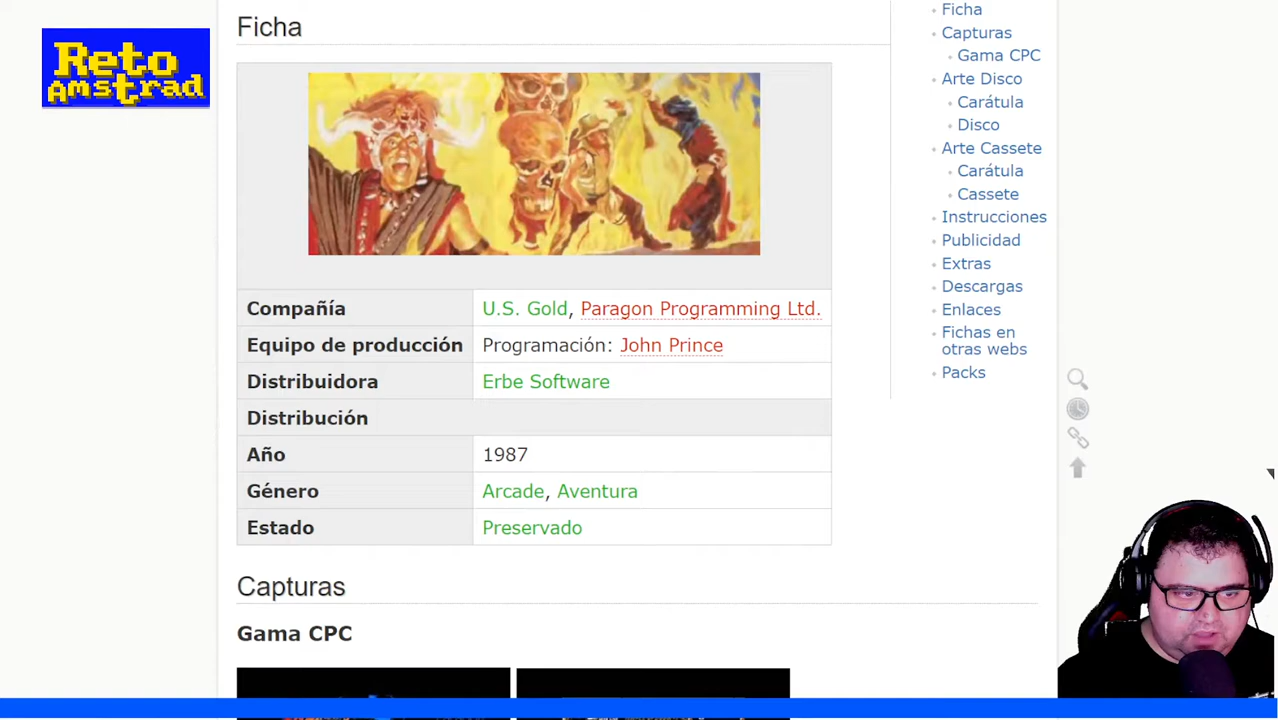 Reto
Amstrad
Ficha
Compañía
U.S. Gold, Paragon Programming Ltd.
Equipo de producción
Programación: John Prince
Distribuidora
Erbe Software
Distribución
Año
1987
Género
Arcade, Aventura
Estado
Preservado
Capturas
Gama CPC
Ficha
Capturas
Gama CPC
Arte Disco
Carátula
Disco
Arte Cassete
Carátula
Cassete
Instrucciones
Publicidad
Extras
Descargas
Enlaces
Fichas en
otras webs
Packs